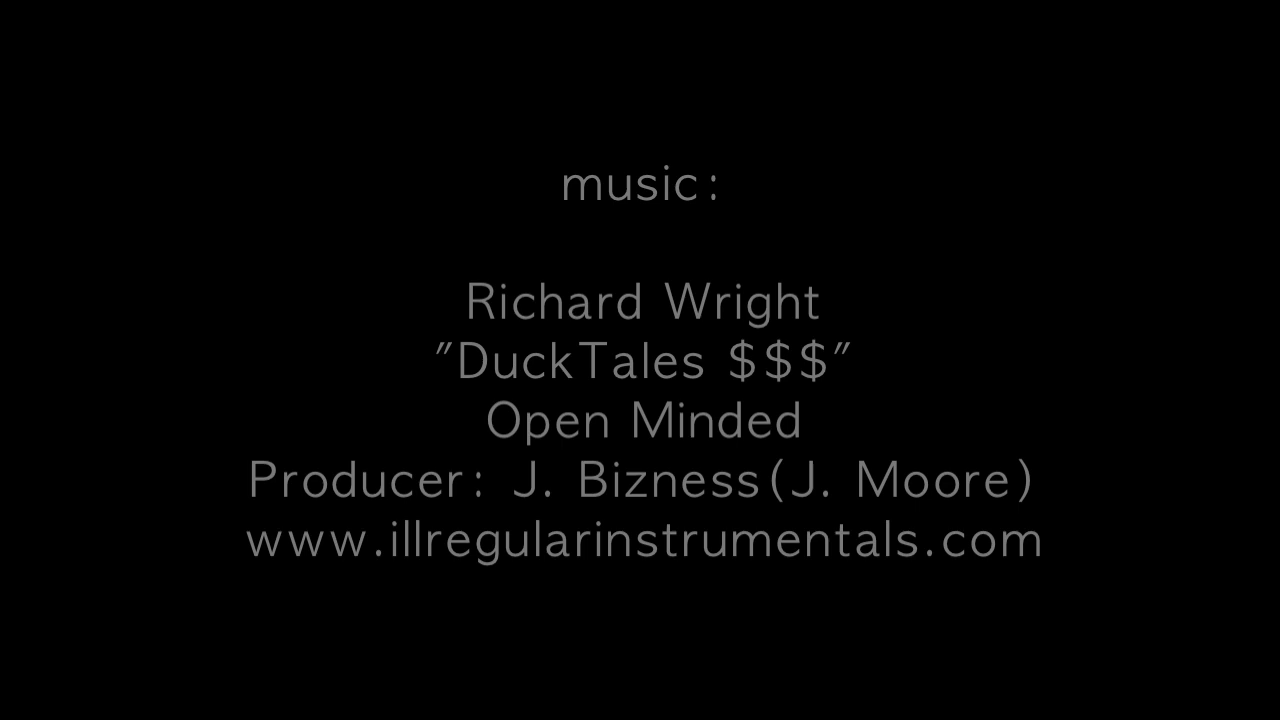 music:
Richard Wright
"DuckTales $$$"
Open Minded
Producer: J. Bizness(J. Moore)
www.illregularinstrumentals.com